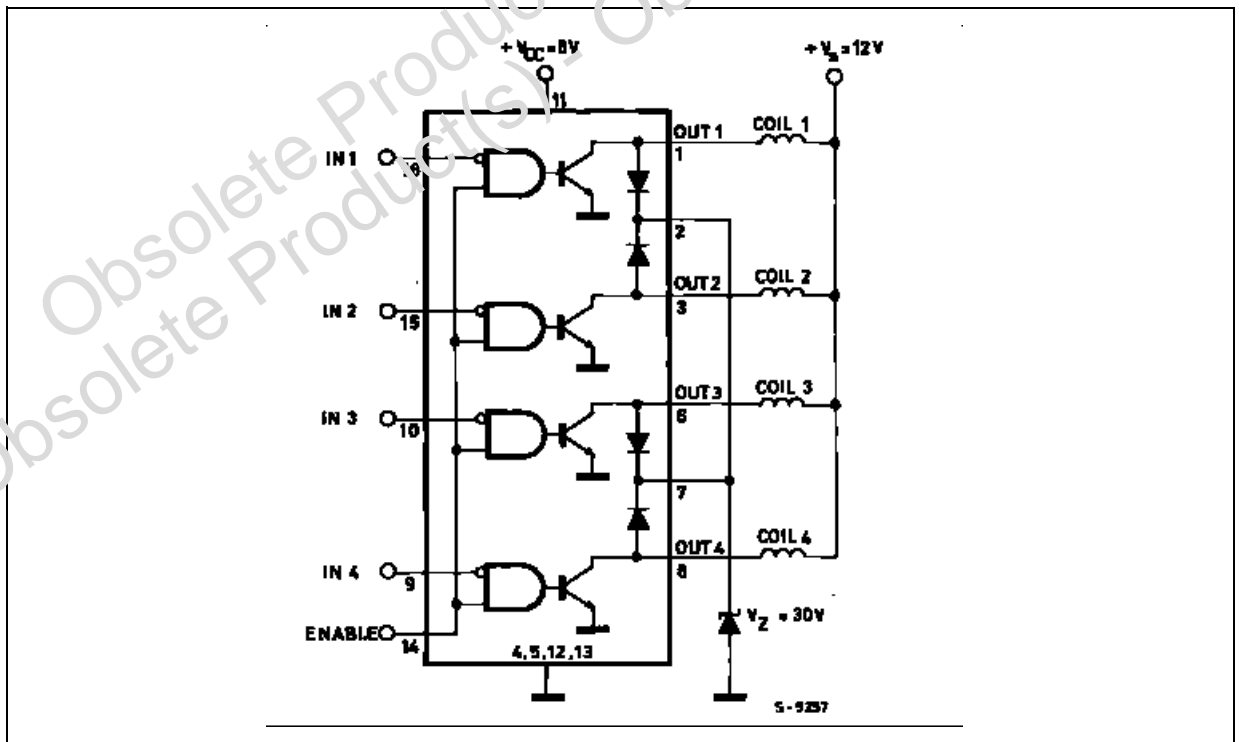 Obsolete Product(s) - Ob
Obsolete Product(s)
+ VCC = 8V
+ Vs = 12V
11
IN 1
16
OUT 1
1
COIL 1
2
IN 2
15
OUT 2
3
COIL 2
IN 3
10
OUT 3
6
COIL 3
7
IN 4
9
OUT 4
8
COIL 4
ENABLE
14
4,5,12,13
VZ = 30V
S-9257